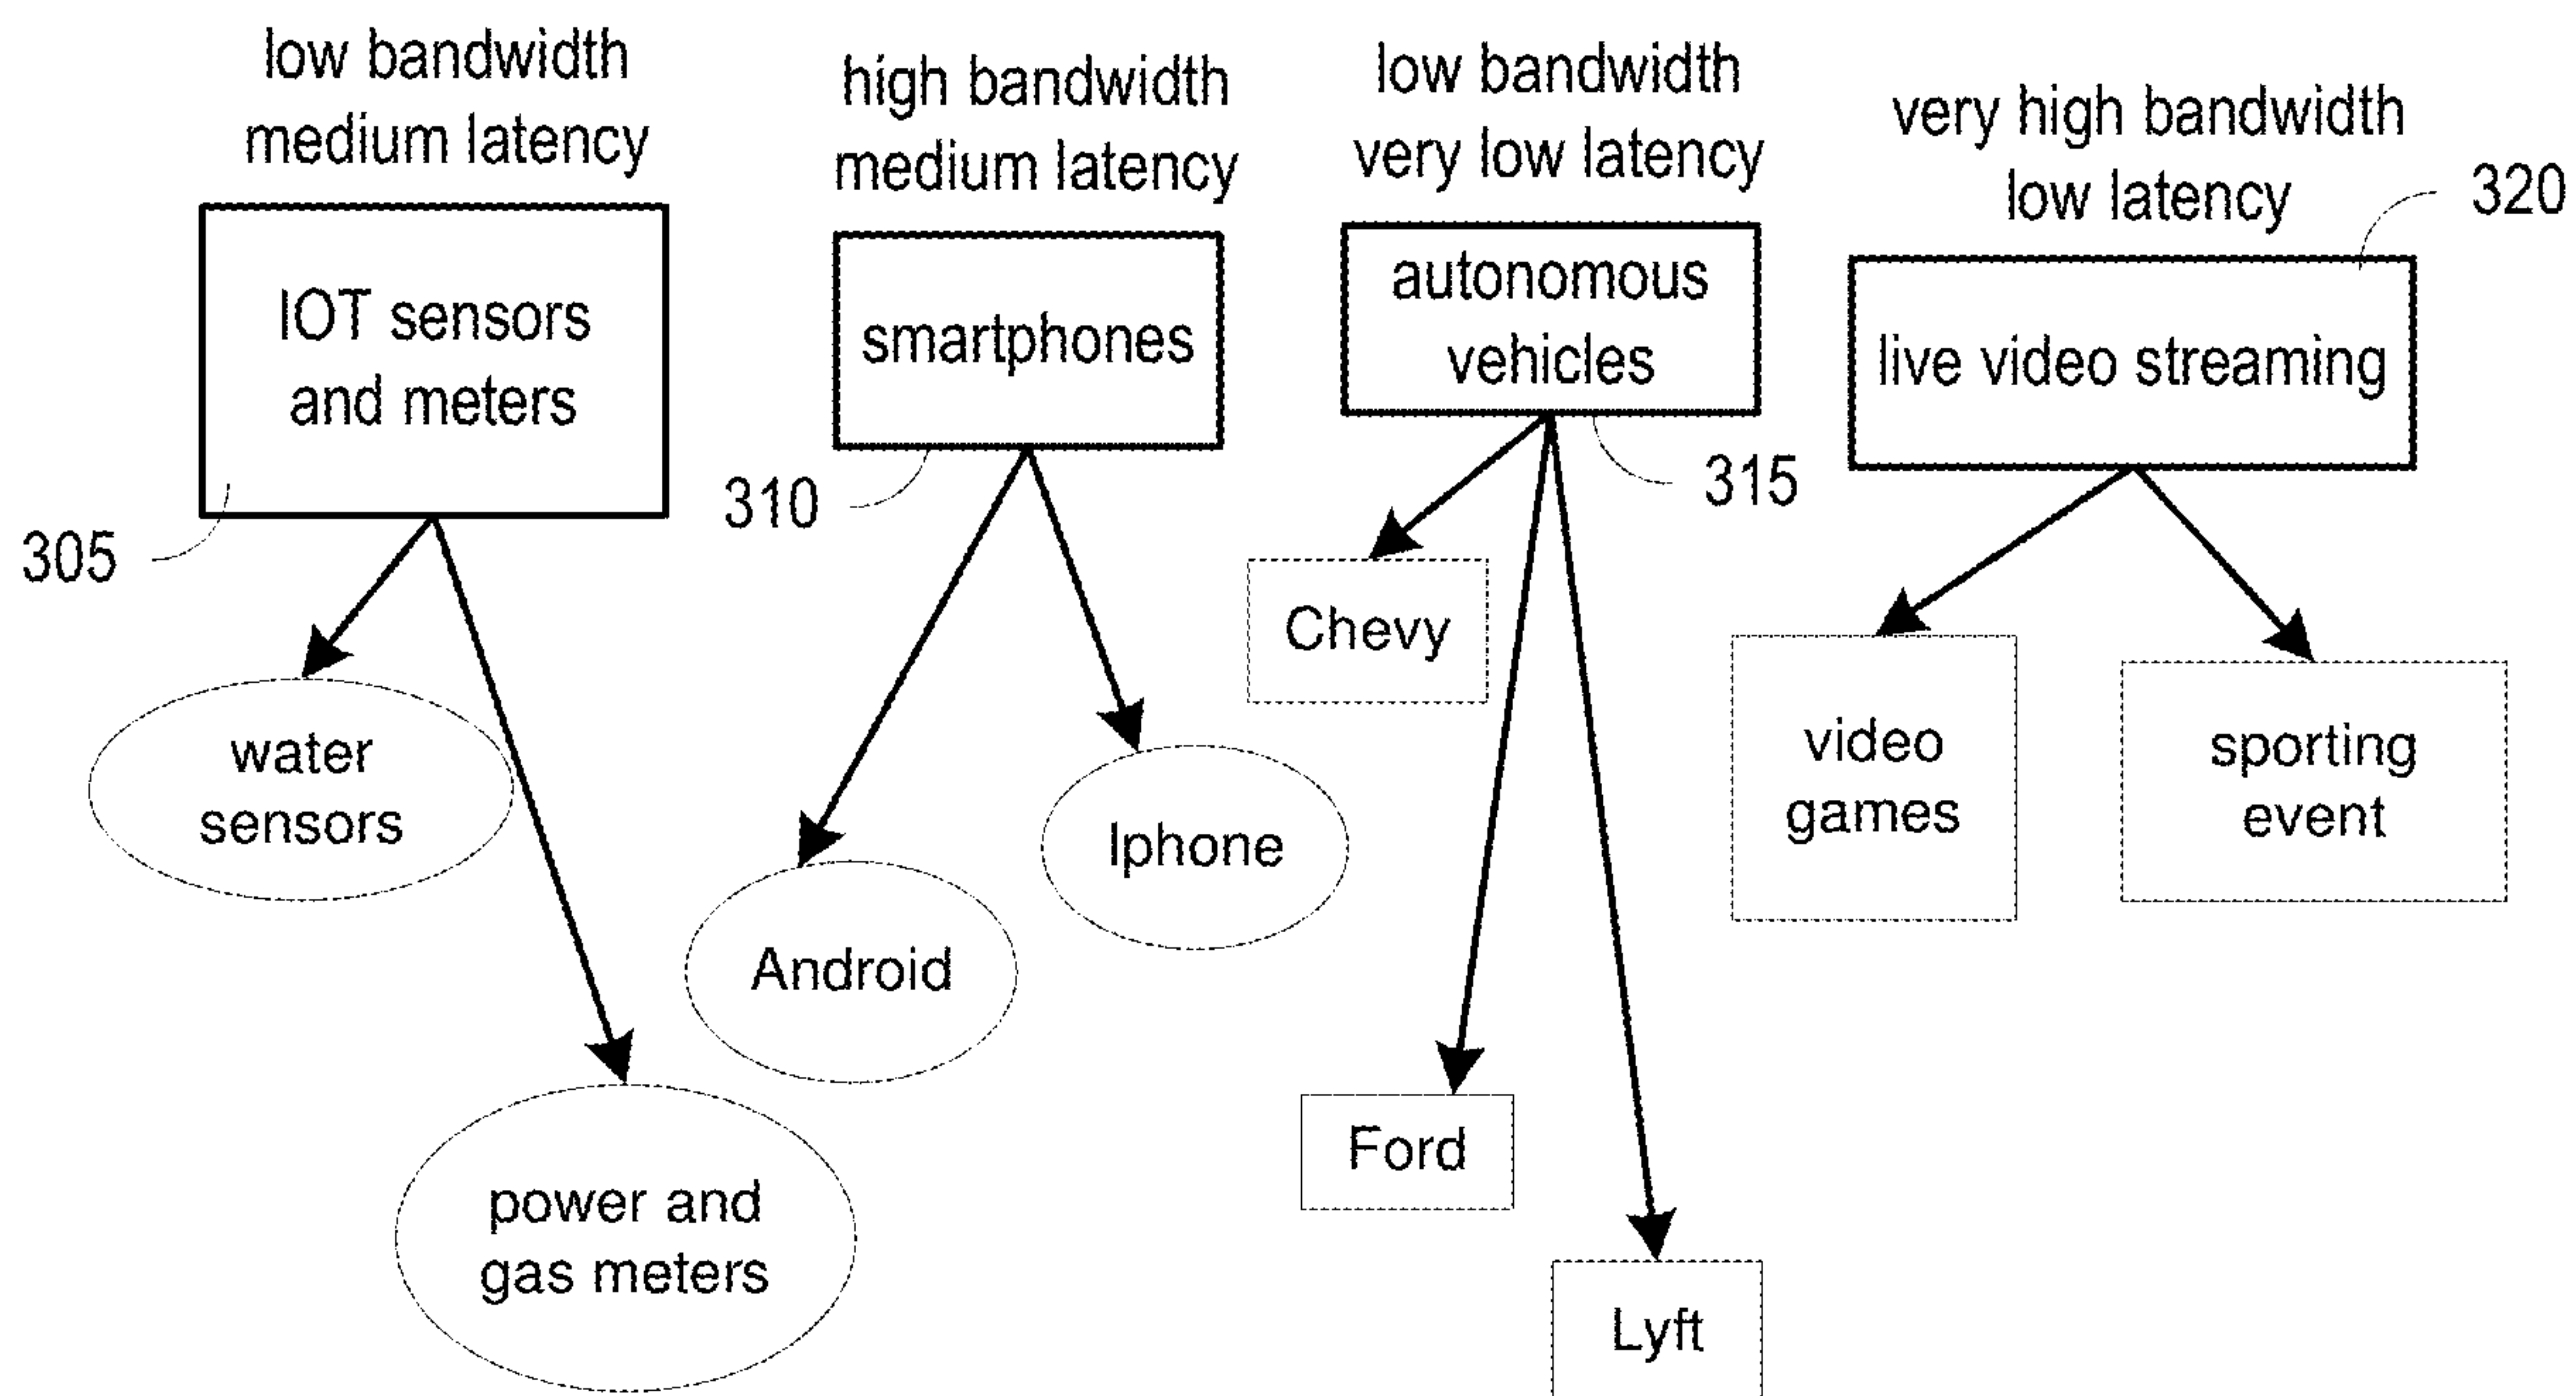 low bandwidth
medium latency
high bandwidth
medium latency
low bandwidth
very low latency
very high bandwidth
low latency
320
IOT sensors
and meters
smartphones
autonomous
vehicles
live video streaming
305
310
315
water
sensors
Android
Iphone
Chevy
video
games
sporting
event
power and
gas meters
Ford
Lyft